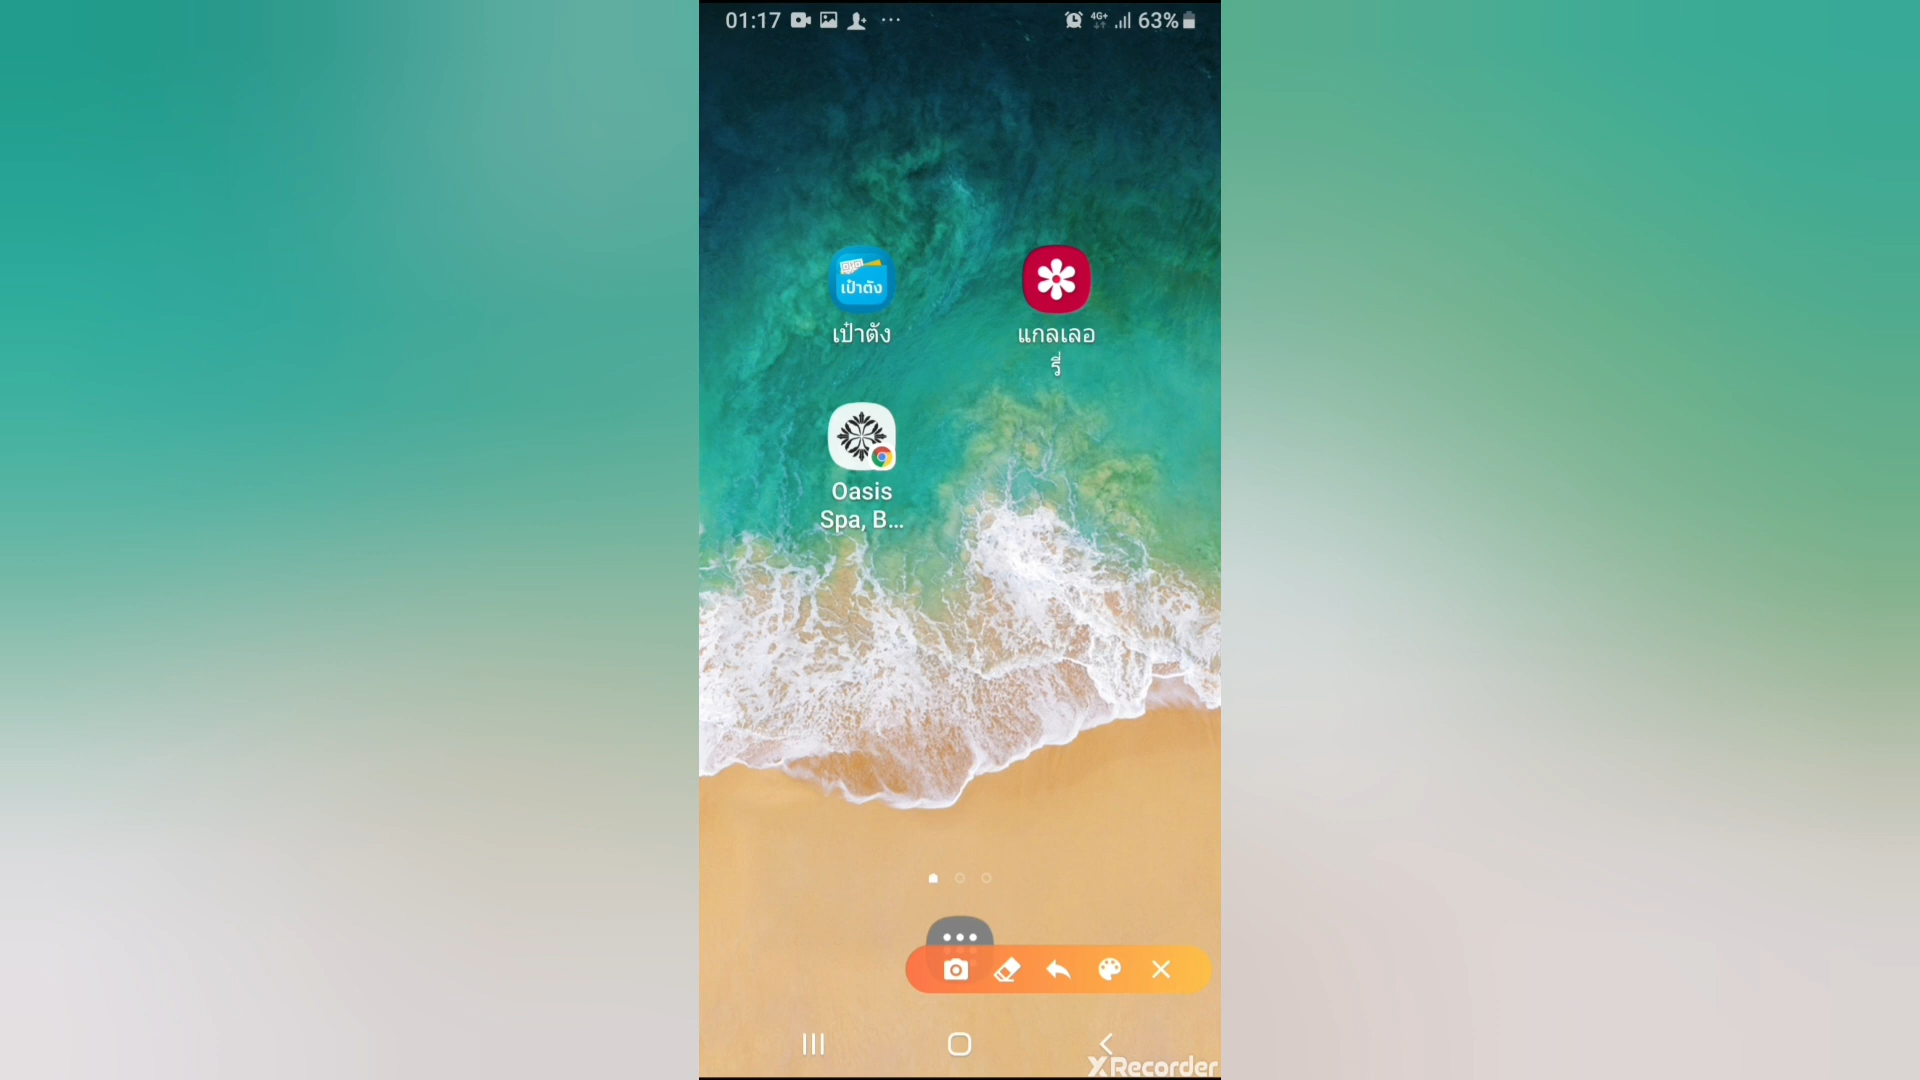 01:17 4G+ 63%
เป๋าตัง
เป๋าตัง
แกลเลอ
รี่
Oasis
Spa, B...
XRecorder